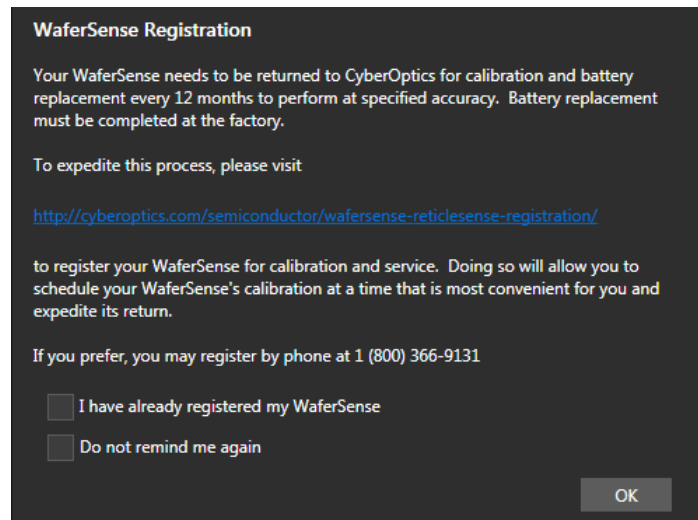 WaferSense Registration
Your WaferSense needs to be returned to CyberOptics for calibration and battery
replacement every 12 months to perform at specified accuracy.  Battery replacement
must be completed at the factory.
To expedite this process, please visit
http://cyberoptics.com/semiconductor/wafersense-reticlesense-registration/
to register your WaferSense for calibration and service.  Doing so will allow you to
schedule your WaferSense's calibration at a time that is most convenient for you and
expedite its return.
If you prefer, you may register by phone at 1 (800) 366-9131
I have already registered my WaferSense
Do not remind me again
OK